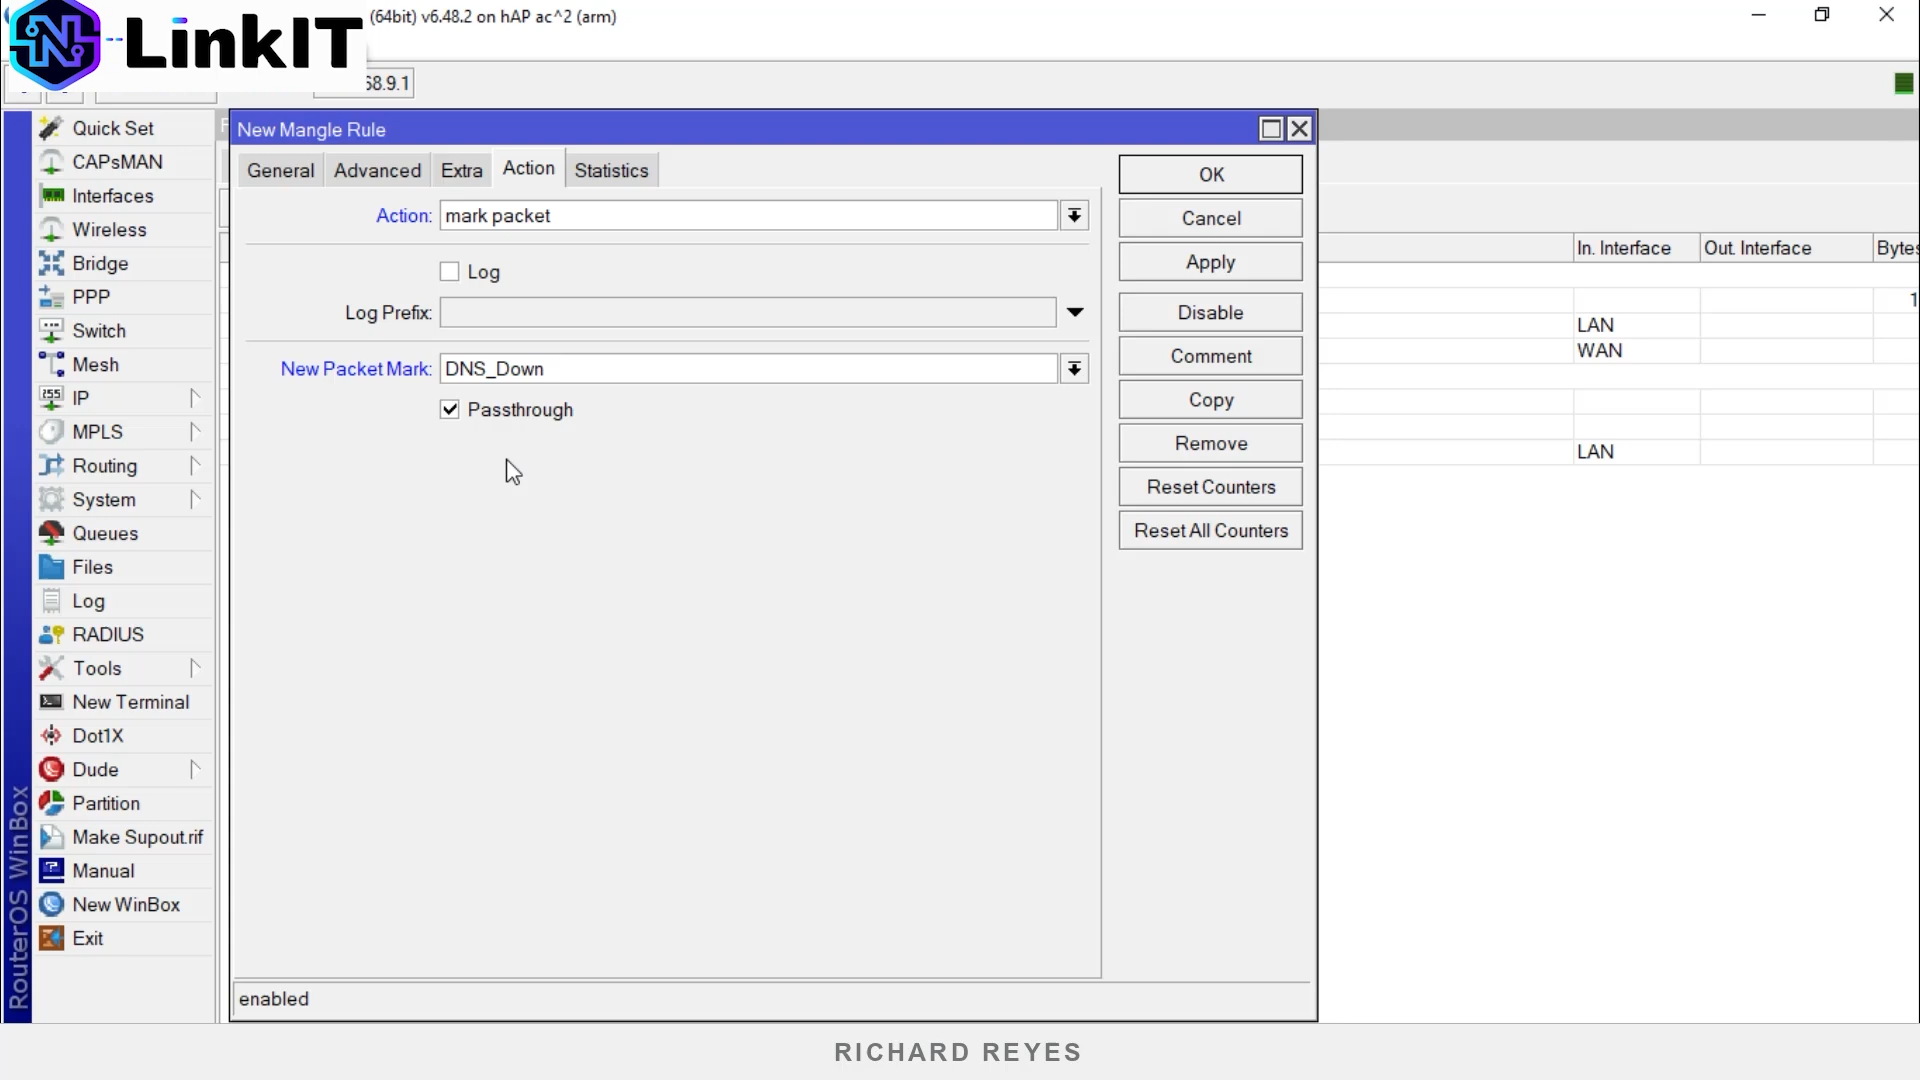 LinkIT
(64bit) v6.48.2 on hAP ac^2 (arm)
68.9.1
Quick Set
CAPsMAN
Interfaces
Wireless
Bridge
PPP
Switch
Mesh
IP
MPLS
Routing
System
Queues
Files
Log
RADIUS
Tools
New Terminal
Dot1X
Dude
Partition
Make Supout.rif
Manual
New WinBox
Exit
RouterOS WinBox
New Mangle Rule
General
Advanced
Extra
Action
Statistics
Action: mark packet
Log
Log Prefix:
New Packet Mark: DNS_Down
Passthrough
enabled
OK
Cancel
Apply
Disable
Comment
Copy
Remove
Reset Counters
Reset All Counters
In. Interface Out. Interface Bytes
1
LAN
WAN
LAN
RICHARD REYES